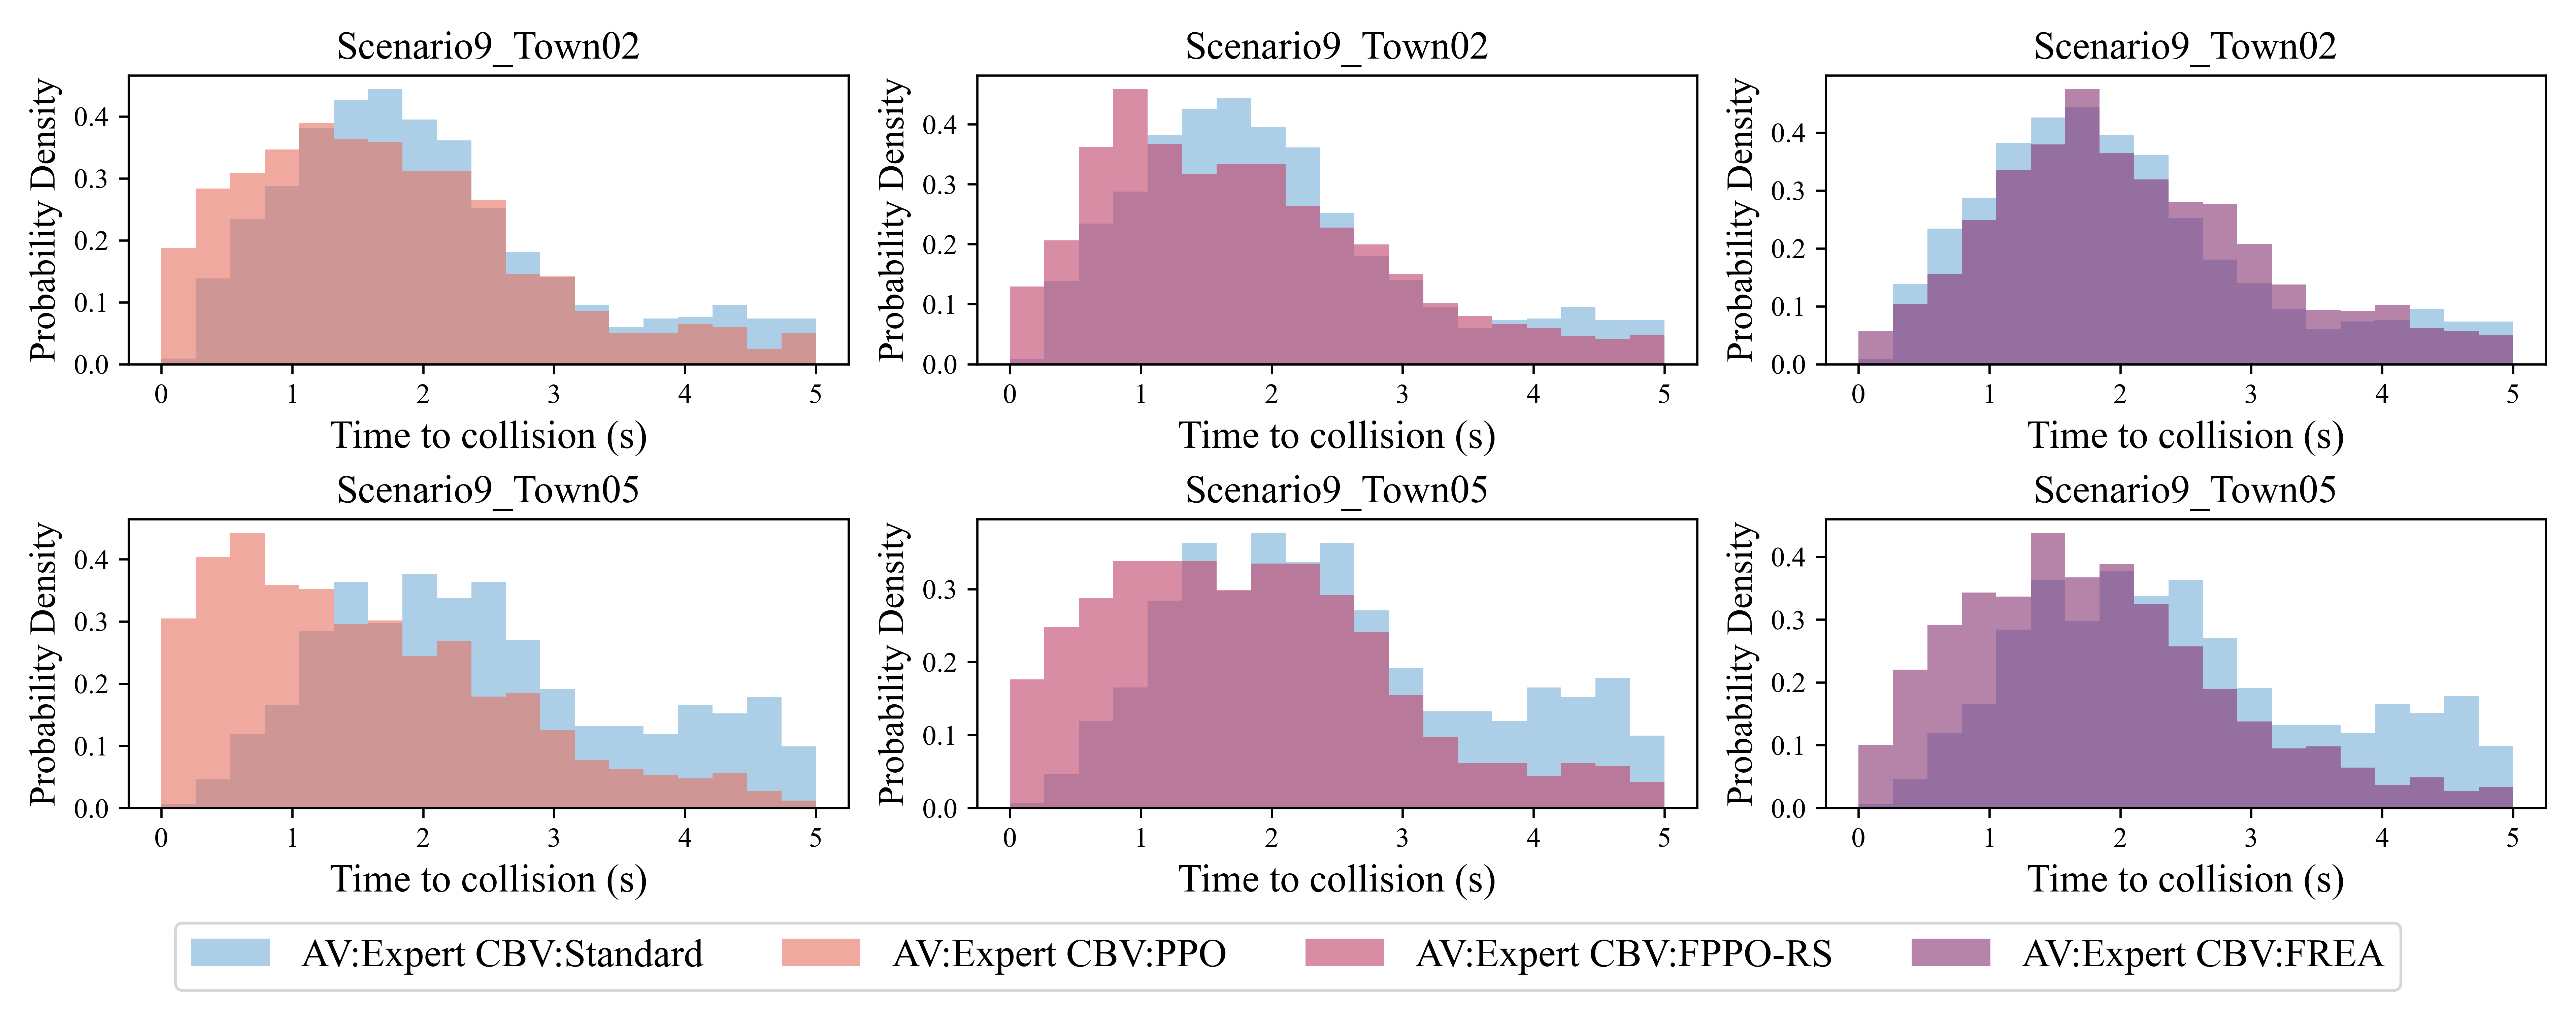 Scenario9_Town02
Scenario9_Town02
Scenario9_Town02
Probability Density
0.4
0.3
0.2
0.1
0.0
0 1 2 3 4 5
Time to collision (s)
Probability Density
0.4
0.3
0.2
0.1
0.0
0 1 2 3 4 5
Time to collision (s)
Probability Density
0.4
0.3
0.2
0.1
0.0
0 1 2 3 4 5
Time to collision (s)
Scenario9_Town05
Scenario9_Town05
Scenario9_Town05
Probability Density
0.4
0.3
0.2
0.1
0.0
0 1 2 3 4 5
Time to collision (s)
Probability Density
0.3
0.2
0.1
0.0
0 1 2 3 4 5
Time to collision (s)
Probability Density
0.4
0.3
0.2
0.1
0.0
0 1 2 3 4 5
Time to collision (s)
AV:Expert CBV:Standard
AV:Expert CBV:PPO
AV:Expert CBV:FPPO-RS
AV:Expert CBV:FREA